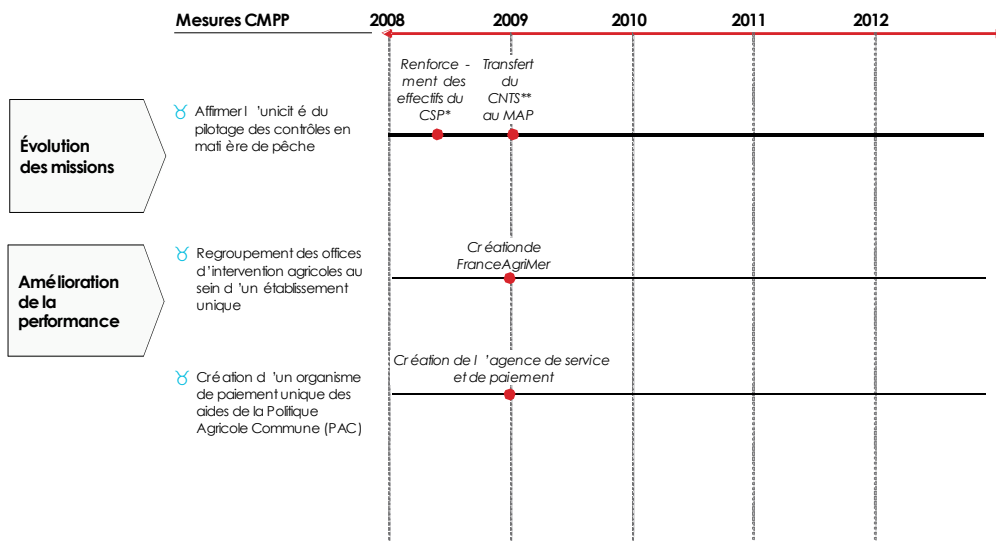 Mesures CMPP 2008 2009 2010 2011 2012
Renforce -
ment des
effectifs du
CSP*
Transfert
du
CNTS**
au MAP
Évolution
des missions
Affirmer l 'unicit é du
pilotage des contrôles en
mati ère de pêche
Amélioration
de la
performance
Regroupement des offices
d'intervention agricoles au
sein d 'un établissement
unique
Cr éation de
FranceAgriMer
Création d 'un organisme
de paiement unique des
aides de la Politique
Agricole Commune (PAC)
Cr éation de l 'agence de service
et de paiement